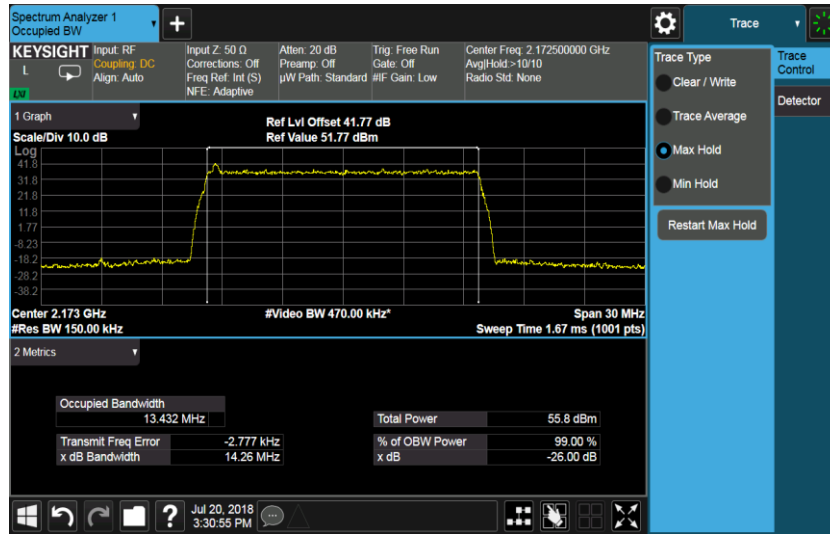 Spectrum Analyzer 1
Occupied BW
Trace
KEYSIGHT
L
LXI
Input: RF
Coupling: DC
Align: Auto
Input Z: 50 Ω
Corrections: Off
Freq Ref: Int (S)
NFE: Adaptive
Atten: 20 dB
Preamp: Off
µW Path: Standard
Trig: Free Run
Gate: Off
#IF Gain: Low
Center Freq: 2.172500000 GHz
Avg|Hold:>10/10
Radio Std: None
Trace Type
Clear / Write
Trace Average
Max Hold
Min Hold
Restart Max Hold
Trace
Control
Detector
1 Graph
Scale/Div 10.0 dB
Ref Lvl Offset 41.77 dB
Ref Value 51.77 dBm
Log
41.8
31.8
21.8
11.8
1.77
-8.23
-18.2
-28.2
-38.2
Center 2.173 GHz
#Res BW 150.00 kHz
#Video BW 470.00 kHz*
Span 30 MHz
Sweep Time 1.67 ms (1001 pts)
2 Metrics
Occupied Bandwidth
13.432 MHz
Total Power 55.8 dBm
Transmit Freq Error -2.777 kHz
% of OBW Power 99.00 %
x dB Bandwidth 14.26 MHz
x dB -26.00 dB
?
Jul 20, 2018
3:30:55 PM